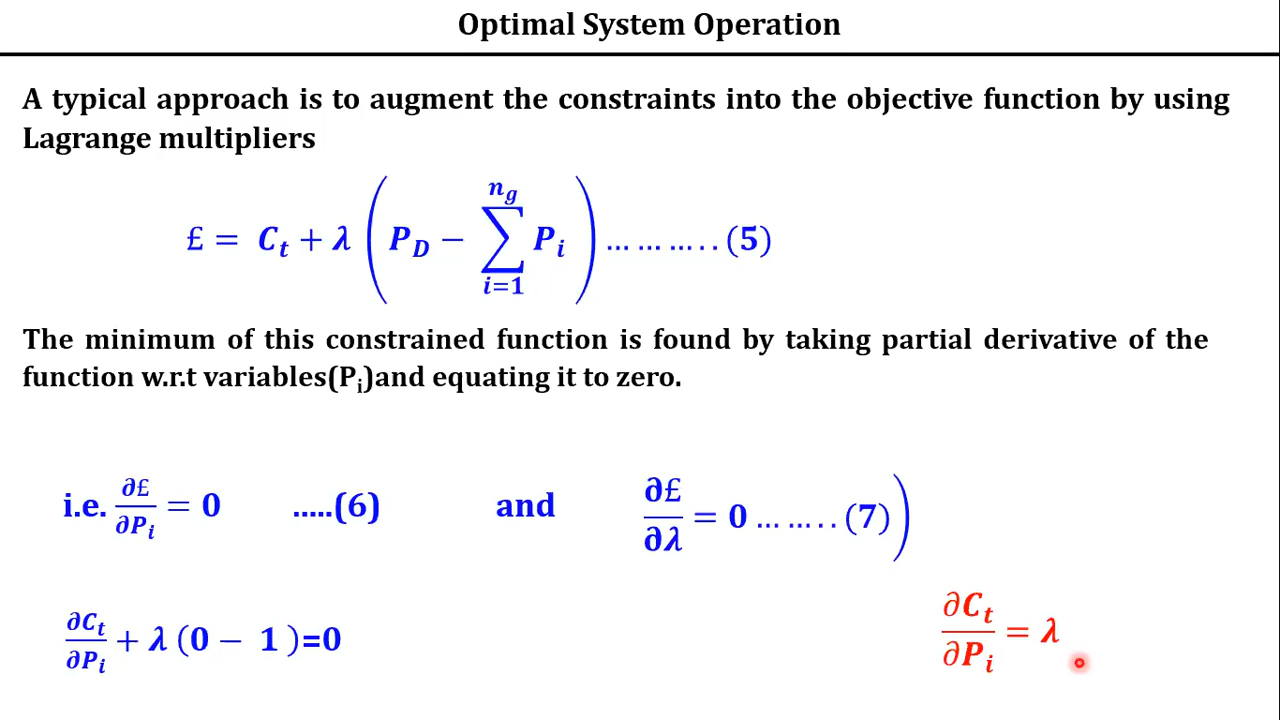 Optimal System Operation
A typical approach is to augment the constraints into the objective function by using
Lagrange multipliers
£ = C_t + λ ( P_D − ∑_{i=1}^{n_g} P_i ) … … … . . (5)
The minimum of this constrained function is found by taking partial derivative of the
function w.r.t variables(P_i)and equating it to zero.
i.e. ∂£/∂P_i = 0 .....(6) and ∂£/∂λ = 0 … … . . (7) )
∂C_t/∂P_i + λ (0 − 1 )=0 ∂C_t/∂P_i = λ